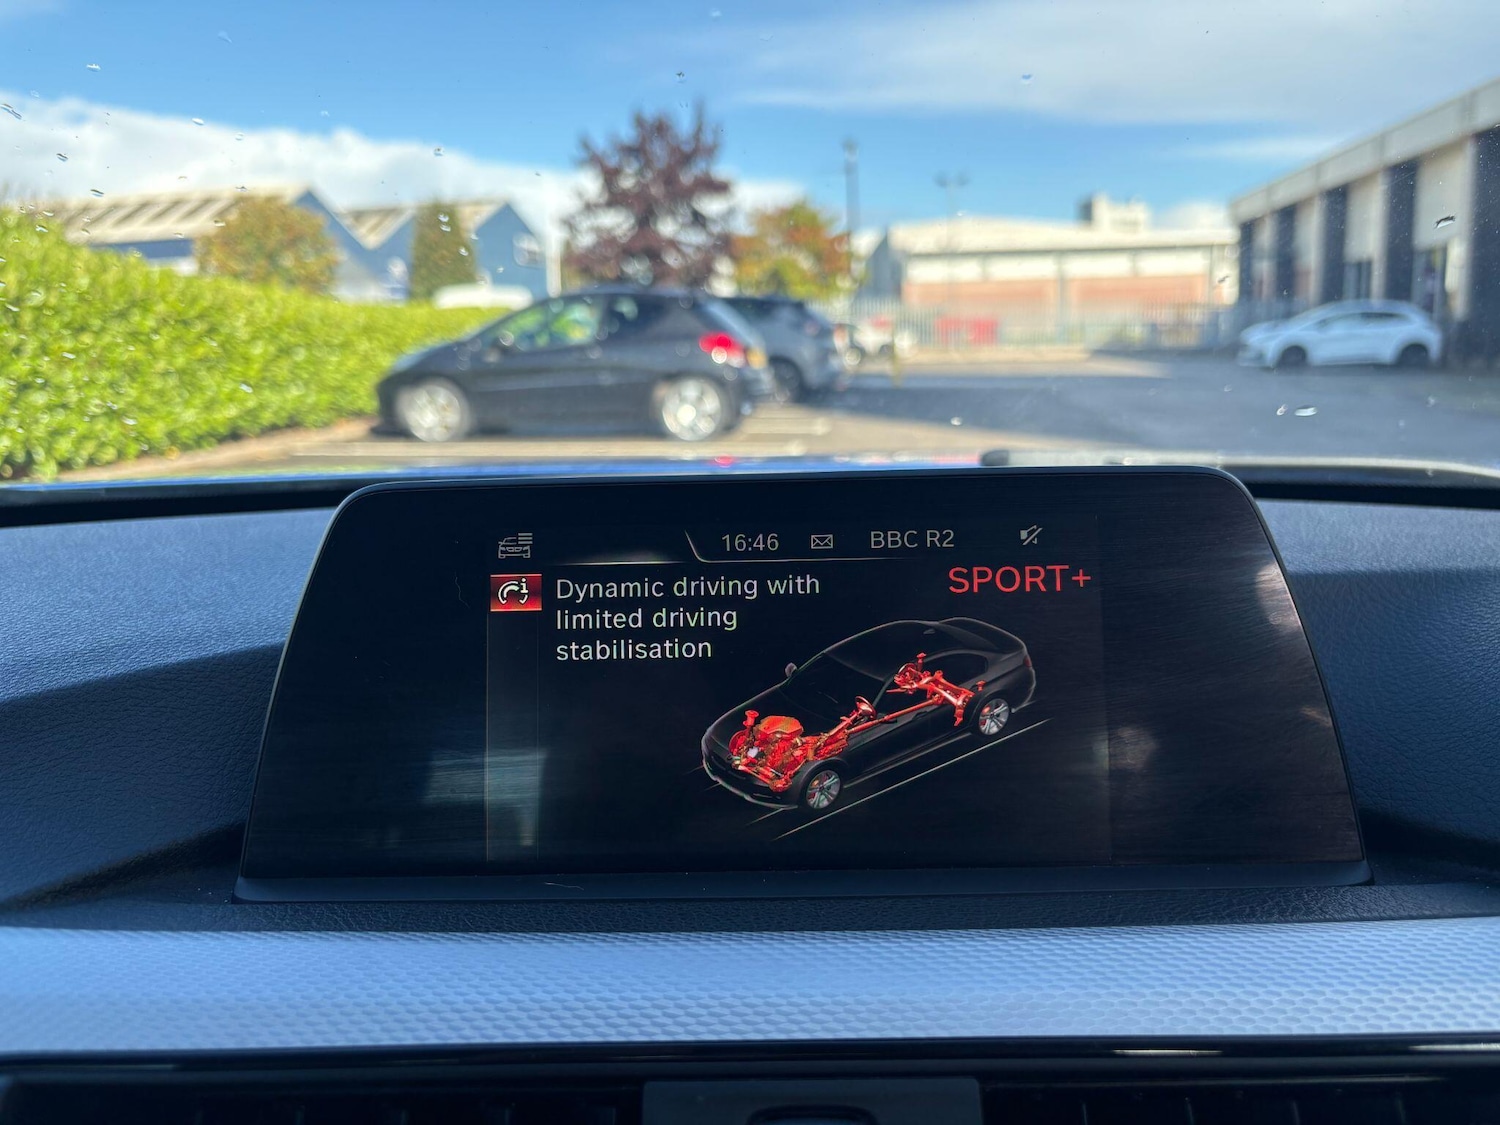 16:46 BBC R2
Dynamic driving with
limited driving
stabilisation
SPORT+